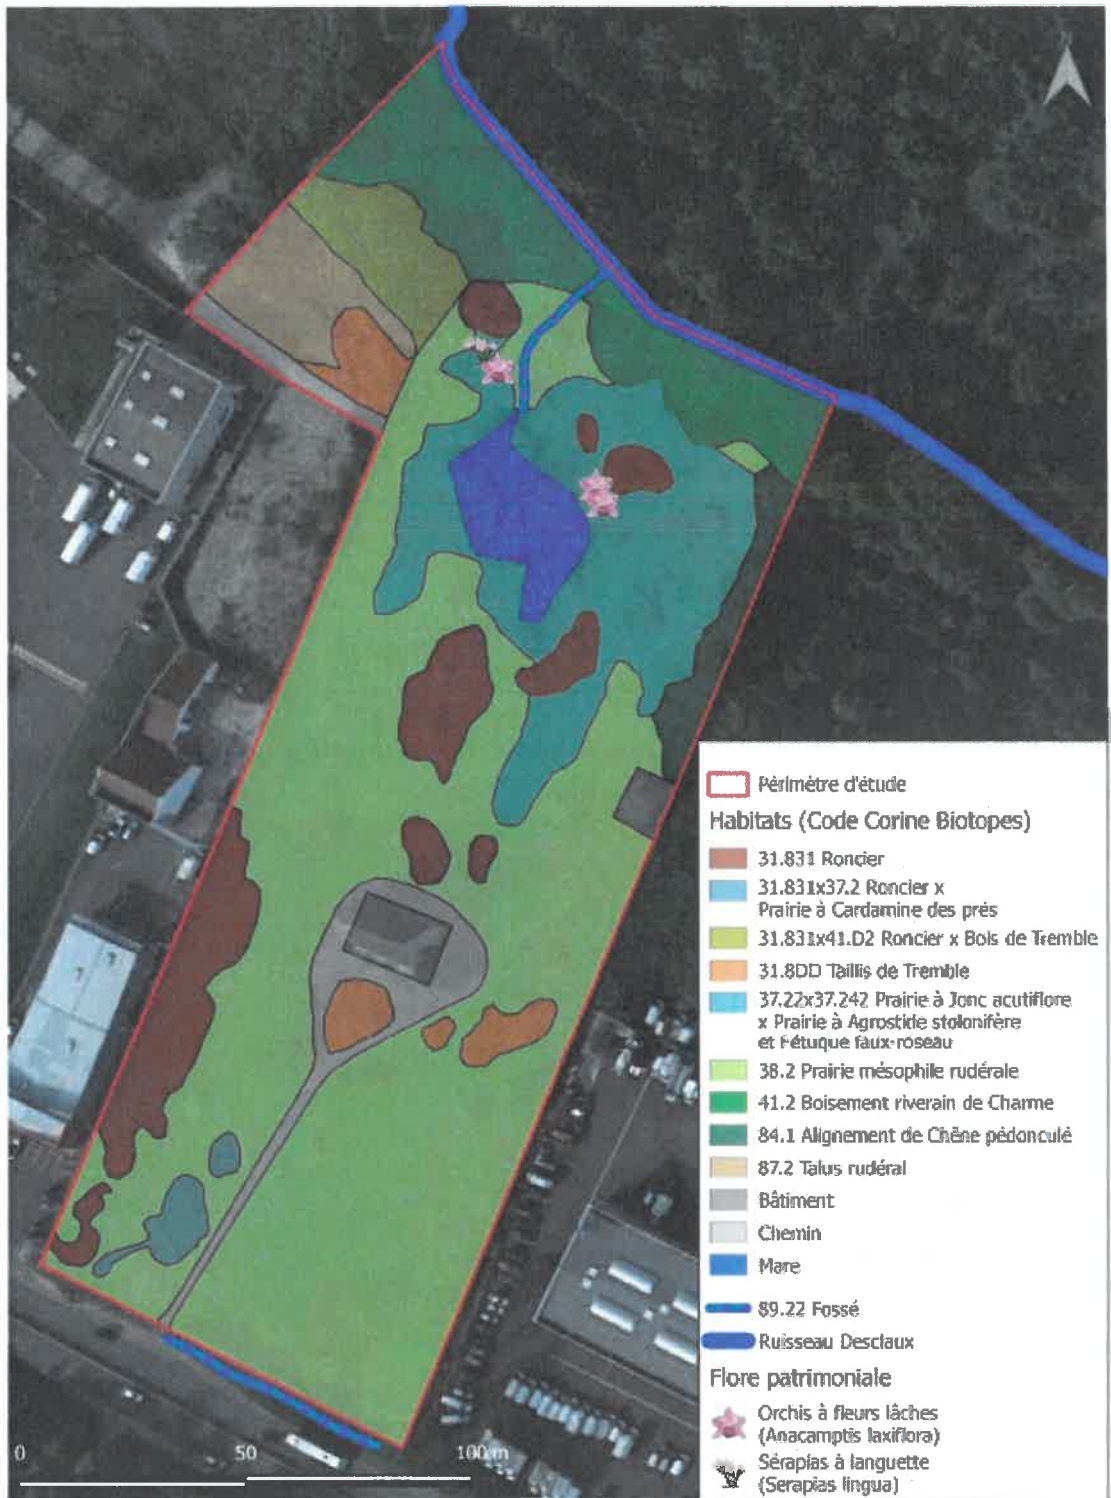 Périmètre d'étude
Habitats (Code Corine Biotopes)
31.831 Roncier
31.831x37.2 Roncier x
Prairie à Cardamine des prés
31.831x41.D2 Roncier x Bois de Tremble
31.8DD Taillis de Tremble
37.22x37.242 Prairie à Jonc acutiflore
x Prairie à Agrostide stolonifère
et Fétuque faux-roseau
38.2 Prairie mésophile rudérale
41.2 Boisement riverain de Charme
84.1 Alignement de Chêne pédonculé
87.2 Talus rudéral
Bâtiment
Chemin
Mare
89.22 Fossé
Ruisseau Desclaux
Flore patrimoniale
Orchis à fleurs lâches
(Anacamptis laxiflora)
Sérapias à languette
(Serapias lingua)
0 50 100 m